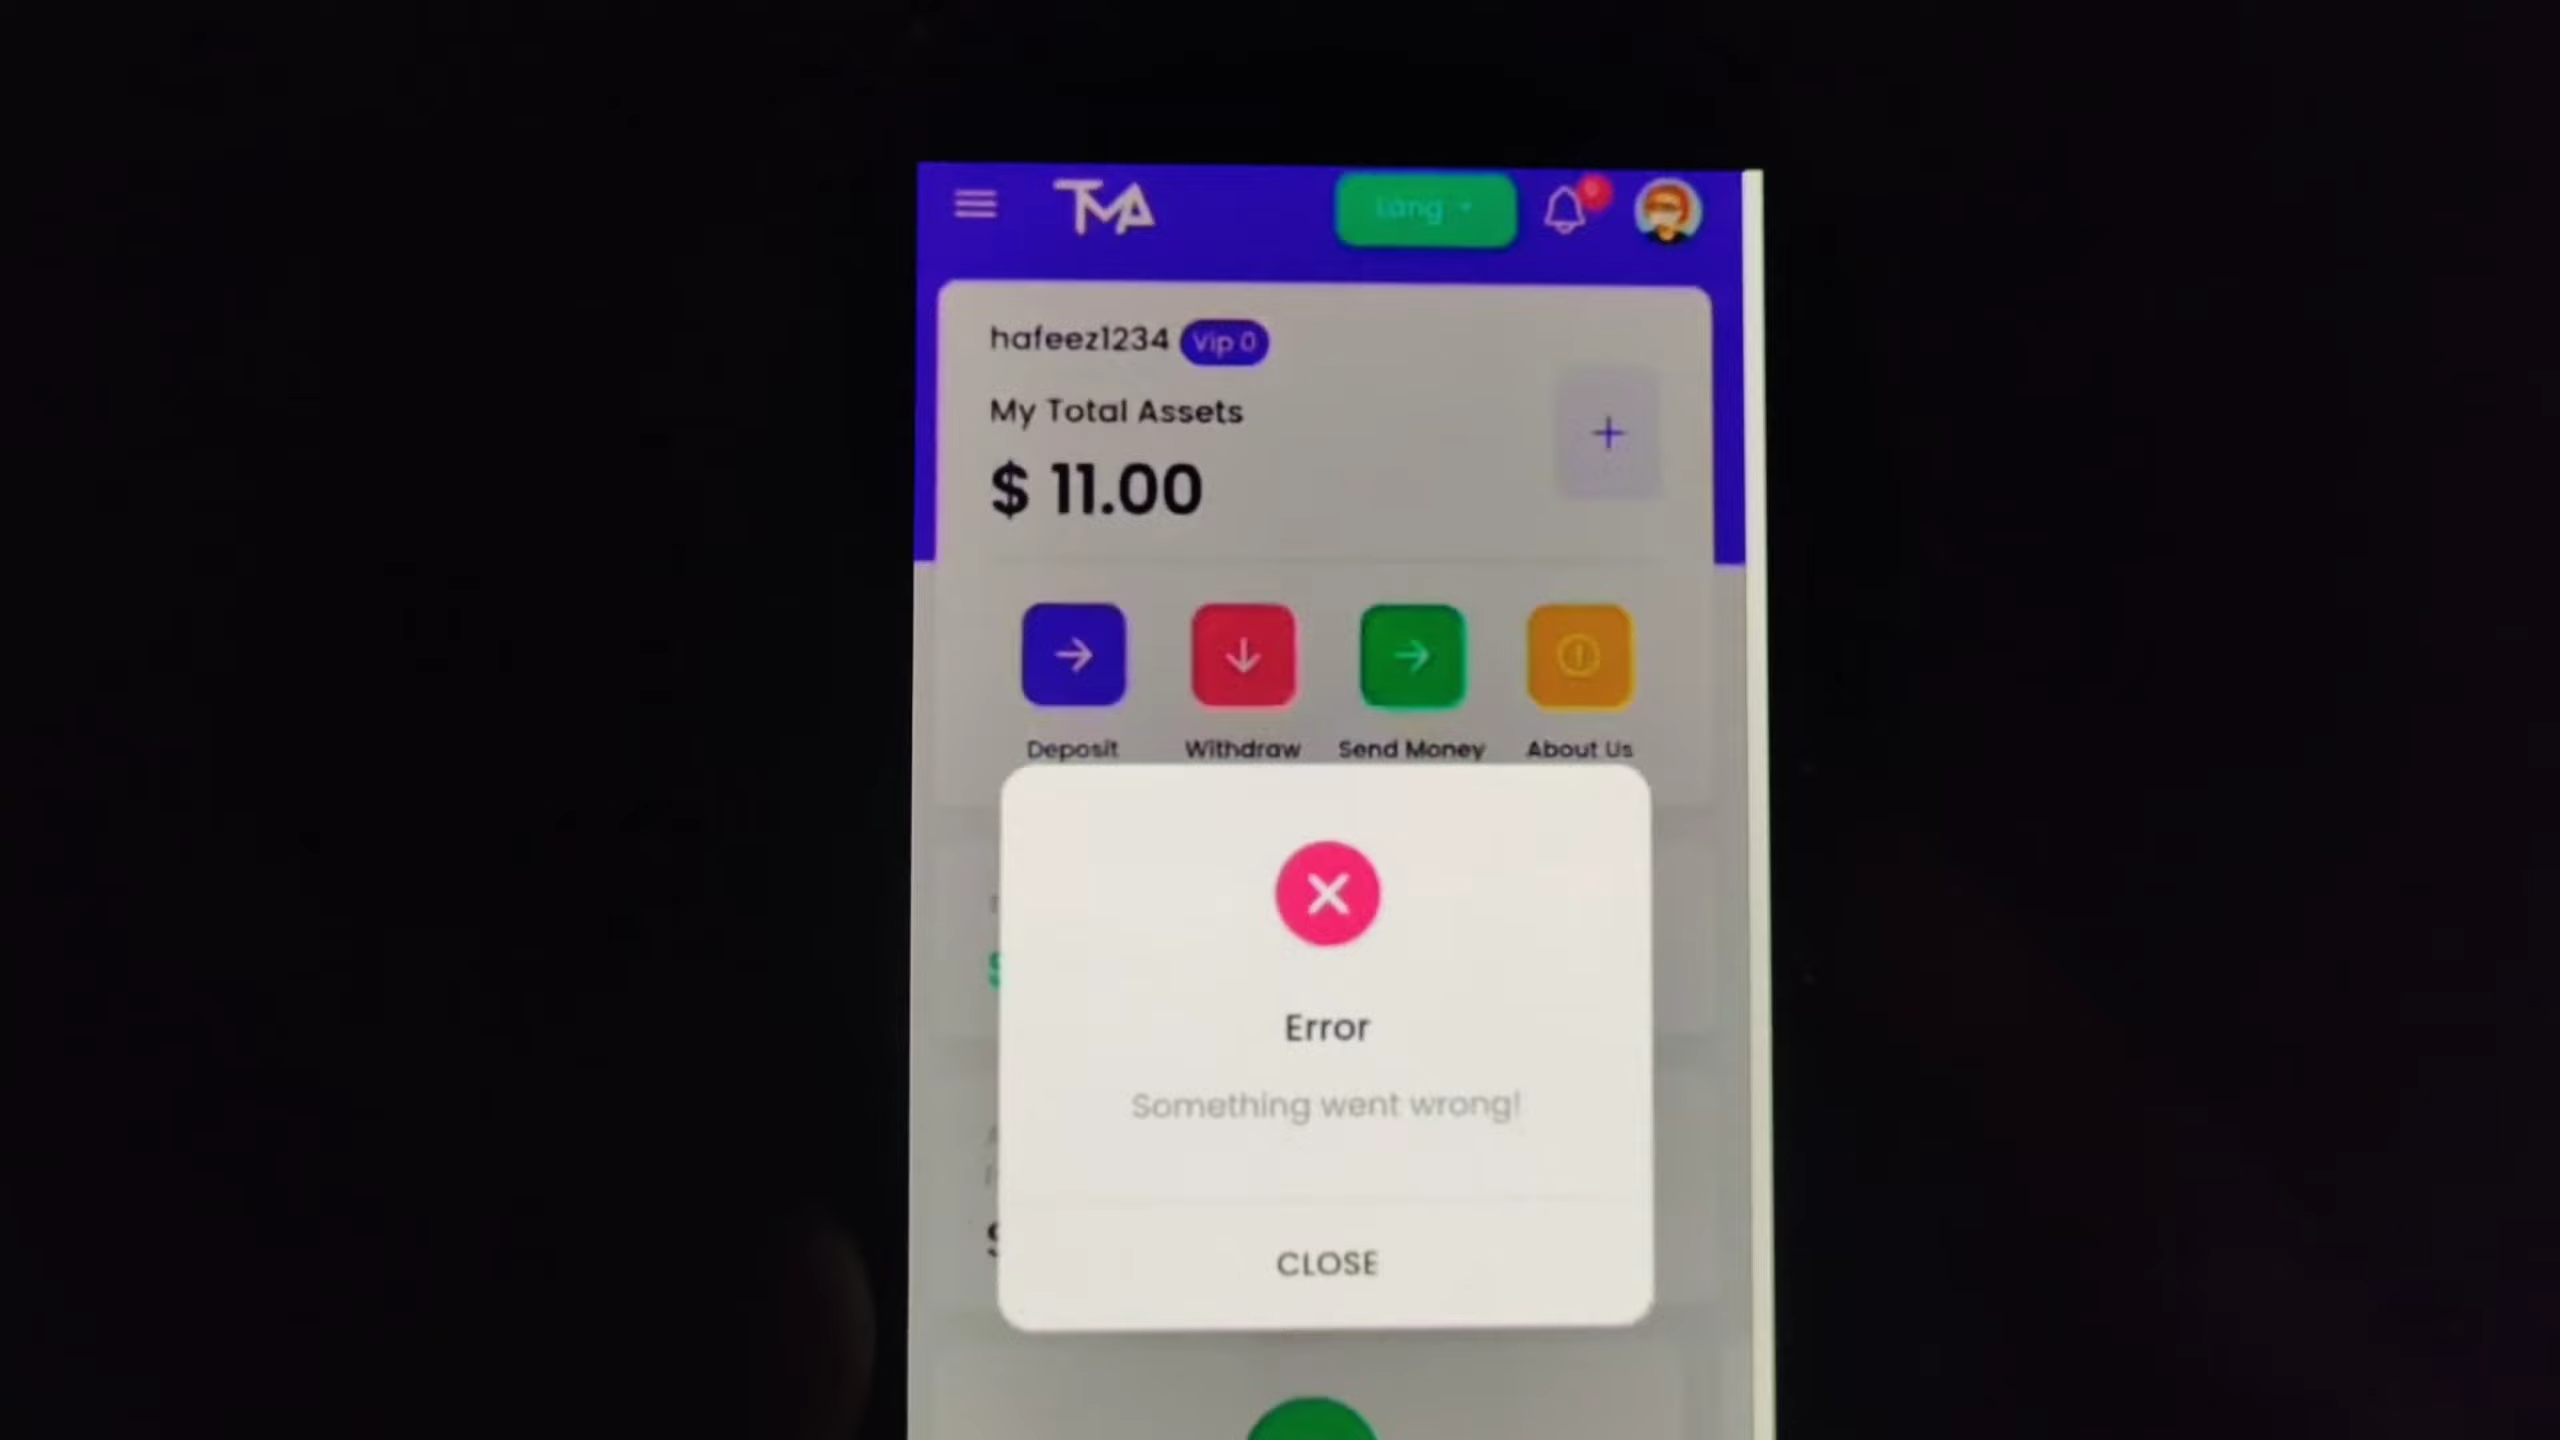 TMA
Lang
hafeez1234 Vip 0
My Total Assets
$ 11.00
Deposit Withdraw Send Money About Us
Error
Something went wrong!
CLOSE